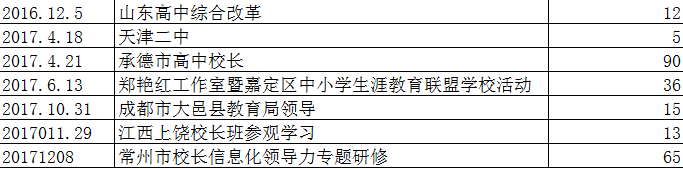 2016.12.5 山东高中综合改革 12
2017.4.18 天津二中 5
2017.4.21 承德市高中校长 90
2017.6.13 郑艳红工作室暨嘉定区中小学生涯教育联盟学校活动 36
2017.10.31 成都市大邑县教育局领导 15
2017011.29 江西上饶校长班参观学习 13
20171208 常州市校长信息化领导力专题研修 65